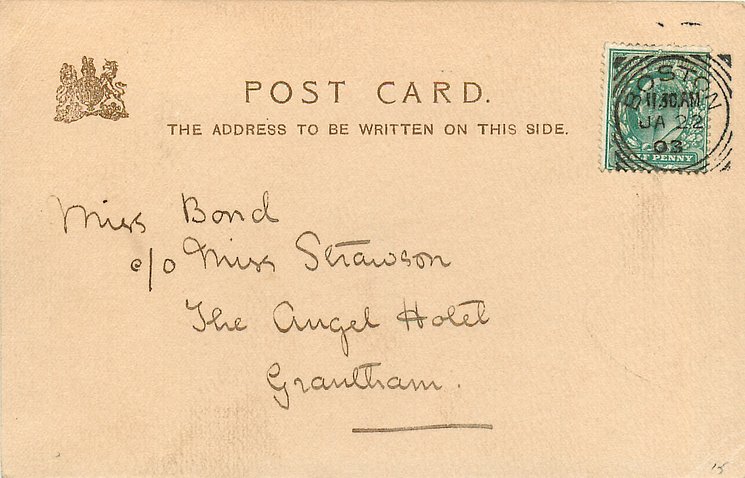 POST CARD.
THE ADDRESS TO BE WRITTEN ON THIS SIDE.
BOSTON
11.30 AM
JA 22
03
PENNY
Miss Bond
c/o Miss Strawson
The Angel Hotel
Grantham.
15